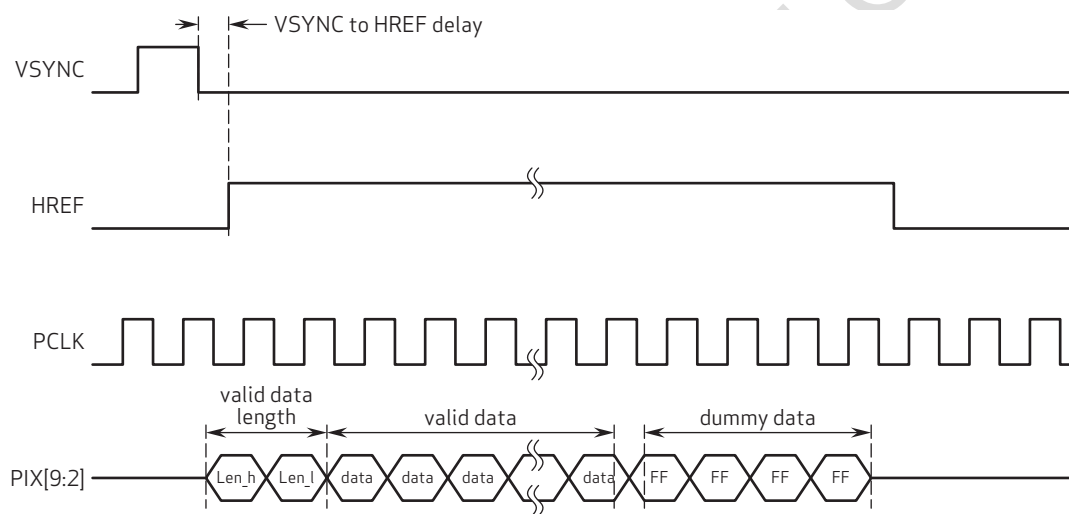 VSYNC to HREF delay
VSYNC
HREF
PCLK
valid data
length
valid data
dummy data
PIX[9:2]
Len_h Len_l data data data data FF FF FF FF